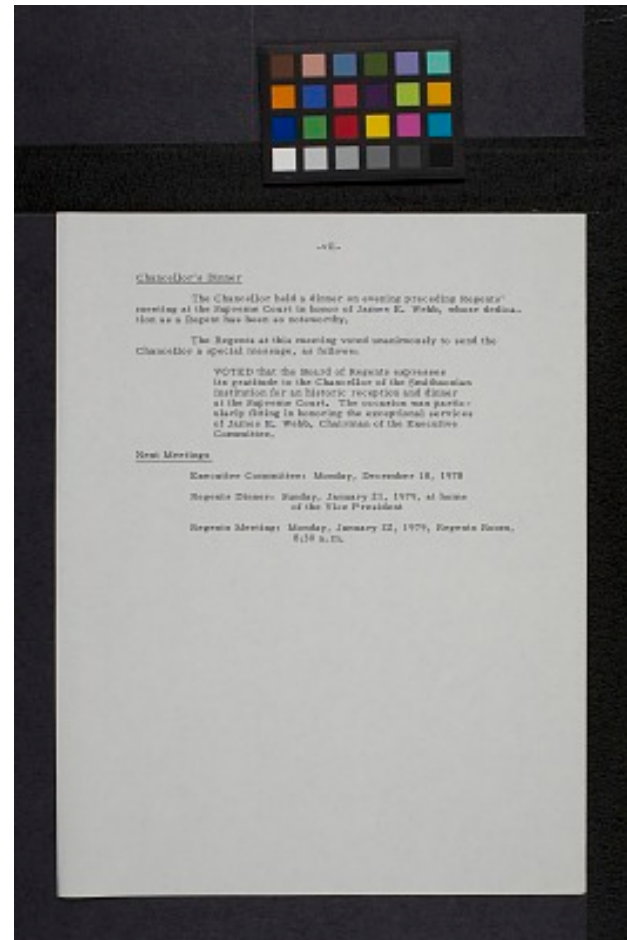 -vii-
Chancellor's Dinner
The Chancellor held a dinner on evening preceding Regents'
meeting at the Supreme Court in honor of James E. Webb, whose dedica-
tion as a Regent has been so noteworthy.
The Regents at this meeting voted unanimously to send the
Chancellor a special message, as follows:
VOTED that the Board of Regents expresses
its gratitude to the Chancellor of the Smithsonian
Institution for an historic reception and dinner
at the Supreme Court. The occasion was partic-
ularly fitting in honoring the exceptional services
of James E. Webb, Chairman of the Executive
Committee.
Next Meetings
Executive Committee: Monday, December 18, 1978
Regents Dinner: Sunday, January 21, 1979, at home
of the Vice President
Regents Meeting: Monday, January 22, 1979, Regents Room,
8:30 a.m.